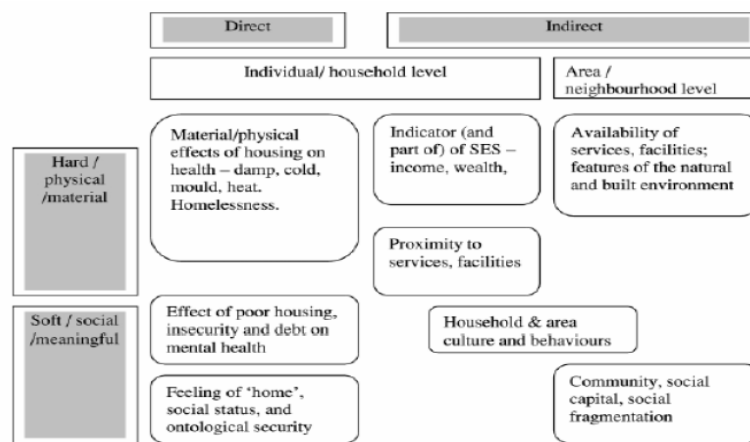 Direct
Indirect
Individual/ household level
Area /
neighbourhood level
Hard /
physical
/material
Material/physical
effects of housing on
health – damp, cold,
mould, heat.
Homelessness.
Indicator (and
part of) of SES –
income, wealth,
Availability of
services, facilities;
features of the natural
and built environment
Proximity to
services, facilities
Soft / social
/meaningful
Effect of poor housing,
insecurity and debt on
mental health
Household & area
culture and behaviours
Feeling of ‘home’,
social status, and
ontological security
Community, social
capital, social
fragmentation